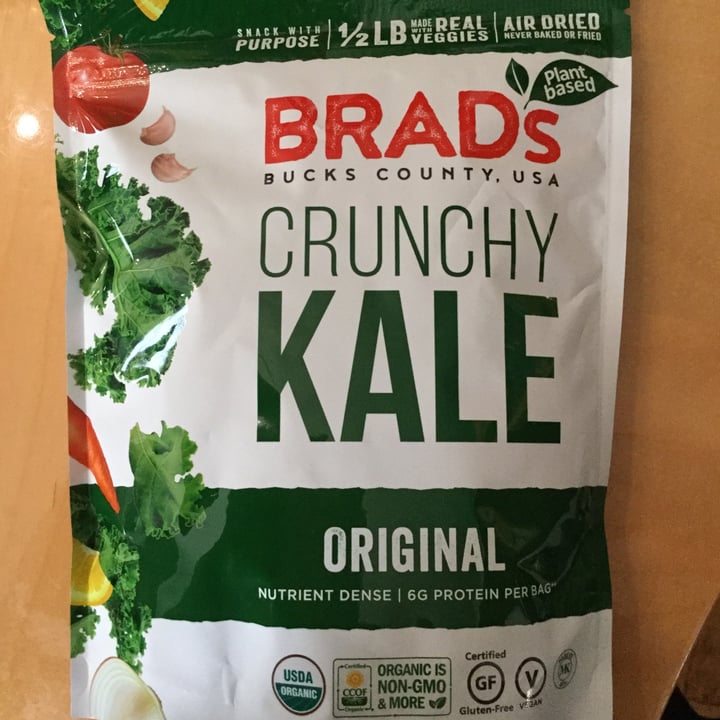 SNACK WITH PURPOSE | 1/2 LB MADE WITH REAL VEGGIES | AIR DRIED NEVER BAKED OR FRIED
Plant based
BRADS
BUCKS COUNTY, USA
CRUNCHY
KALE
ORIGINAL
NUTRIENT DENSE | 6G PROTEIN PER BAG**
USDA
ORGANIC
Certified
CCOF
Organic
ORGANIC IS
NON-GMO
& MORE
Certified
GF
Gluten-Free
V
VEGAN
MK